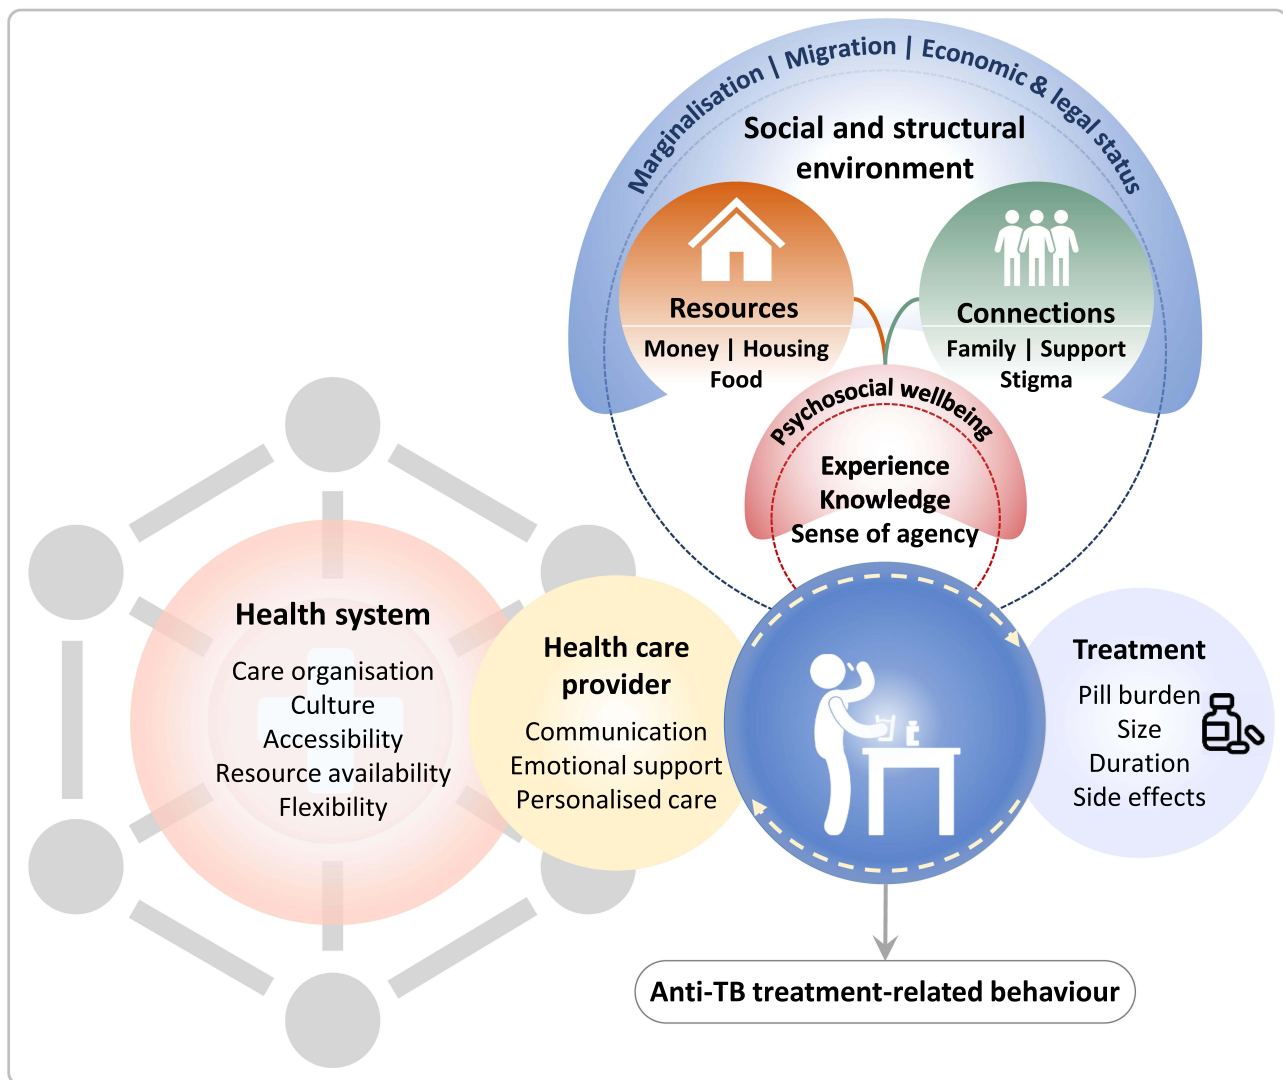 Marginalisation | Migration | Economic & legal status
Social and structural
environment
Resources
Money | Housing
Food
Connections
Family | Support
Stigma
Psychosocial wellbeing
Experience
Knowledge
Sense of agency
Health system
Care organisation
Culture
Accessibility
Resource availability
Flexibility
Health care
provider
Communication
Emotional support
Personalised care
Treatment
Pill burden
Size
Duration
Side effects
Anti-TB treatment-related behaviour